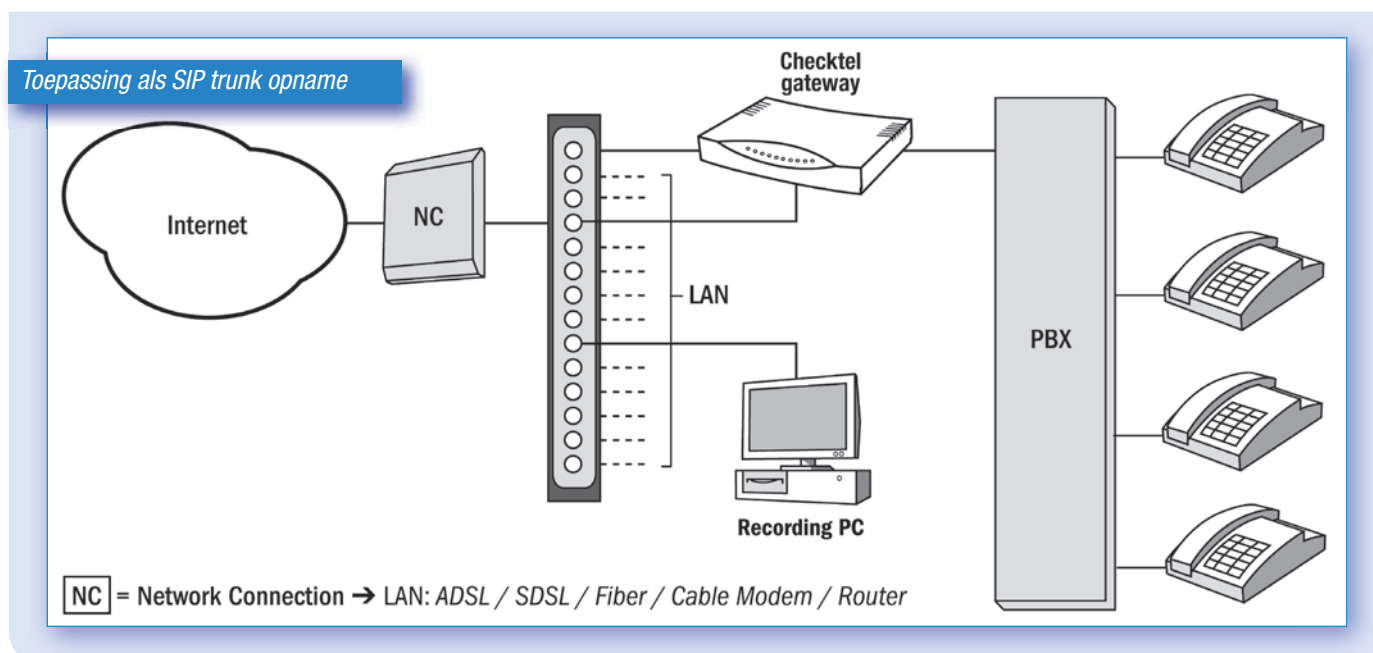 Toepassing als SIP trunk opname
Checktel
gateway
Internet
NC
LAN
PBX
Recording PC
NC = Network Connection ➔ LAN: ADSL / SDSL / Fiber / Cable Modem / Router